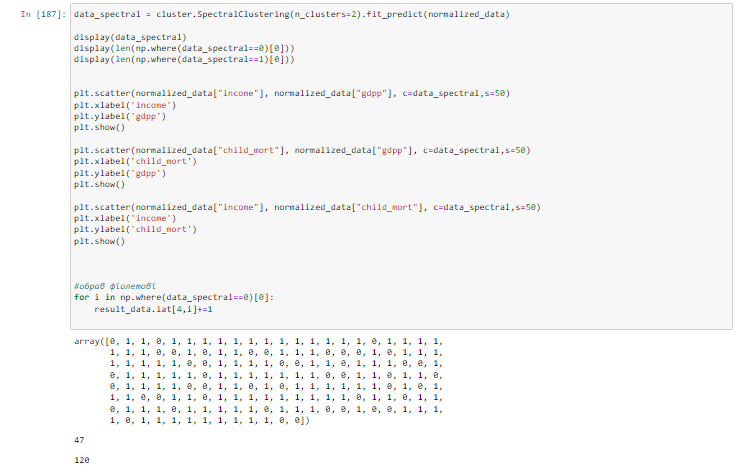 In [187]: data_spectral = cluster.SpectralClustering(n_clusters=2).fit_predict(normalized_data)
display(data_spectral)
display(len(np.where(data_spectral==0)[0]))
display(len(np.where(data_spectral==1)[0]))
plt.scatter(normalized_data["income"], normalized_data["gdpp"], c=data_spectral,s=50)
plt.xlabel('income')
plt.ylabel('gdpp')
plt.show()
plt.scatter(normalized_data["child_mort"], normalized_data["gdpp"], c=data_spectral,s=50)
plt.xlabel('child_mort')
plt.ylabel('gdpp')
plt.show()
plt.scatter(normalized_data["income"], normalized_data["child_mort"], c=data_spectral,s=50)
plt.xlabel('income')
plt.ylabel('child_mort')
plt.show()
#обрав фіолетові
for i in np.where(data_spectral==0)[0]:
result_data.iat[4,i]+=1
array([0, 1, 1, 0, 1, 1, 1, 1, 1, 1, 1, 1, 1, 1, 1, 1, 1, 0, 1, 1, 1, 1,
1, 1, 1, 0, 0, 1, 0, 1, 1, 0, 0, 1, 1, 1, 0, 0, 0, 1, 0, 1, 1, 1,
1, 1, 1, 1, 1, 0, 0, 1, 1, 1, 1, 0, 0, 1, 1, 0, 1, 1, 1, 0, 0, 1,
0, 1, 1, 1, 1, 1, 0, 1, 1, 1, 1, 1, 1, 1, 0, 0, 1, 1, 0, 1, 1, 0,
0, 1, 1, 1, 1, 0, 0, 1, 1, 0, 1, 0, 1, 1, 1, 1, 1, 1, 0, 1, 0, 1,
1, 1, 0, 0, 1, 1, 0, 1, 1, 1, 1, 1, 1, 1, 1, 1, 0, 1, 1, 0, 1, 1,
0, 1, 1, 1, 0, 1, 1, 1, 1, 1, 0, 1, 1, 1, 0, 0, 1, 0, 0, 1, 1, 1,
1, 0, 1, 1, 1, 1, 1, 1, 1, 1, 1, 0, 0])
47
120